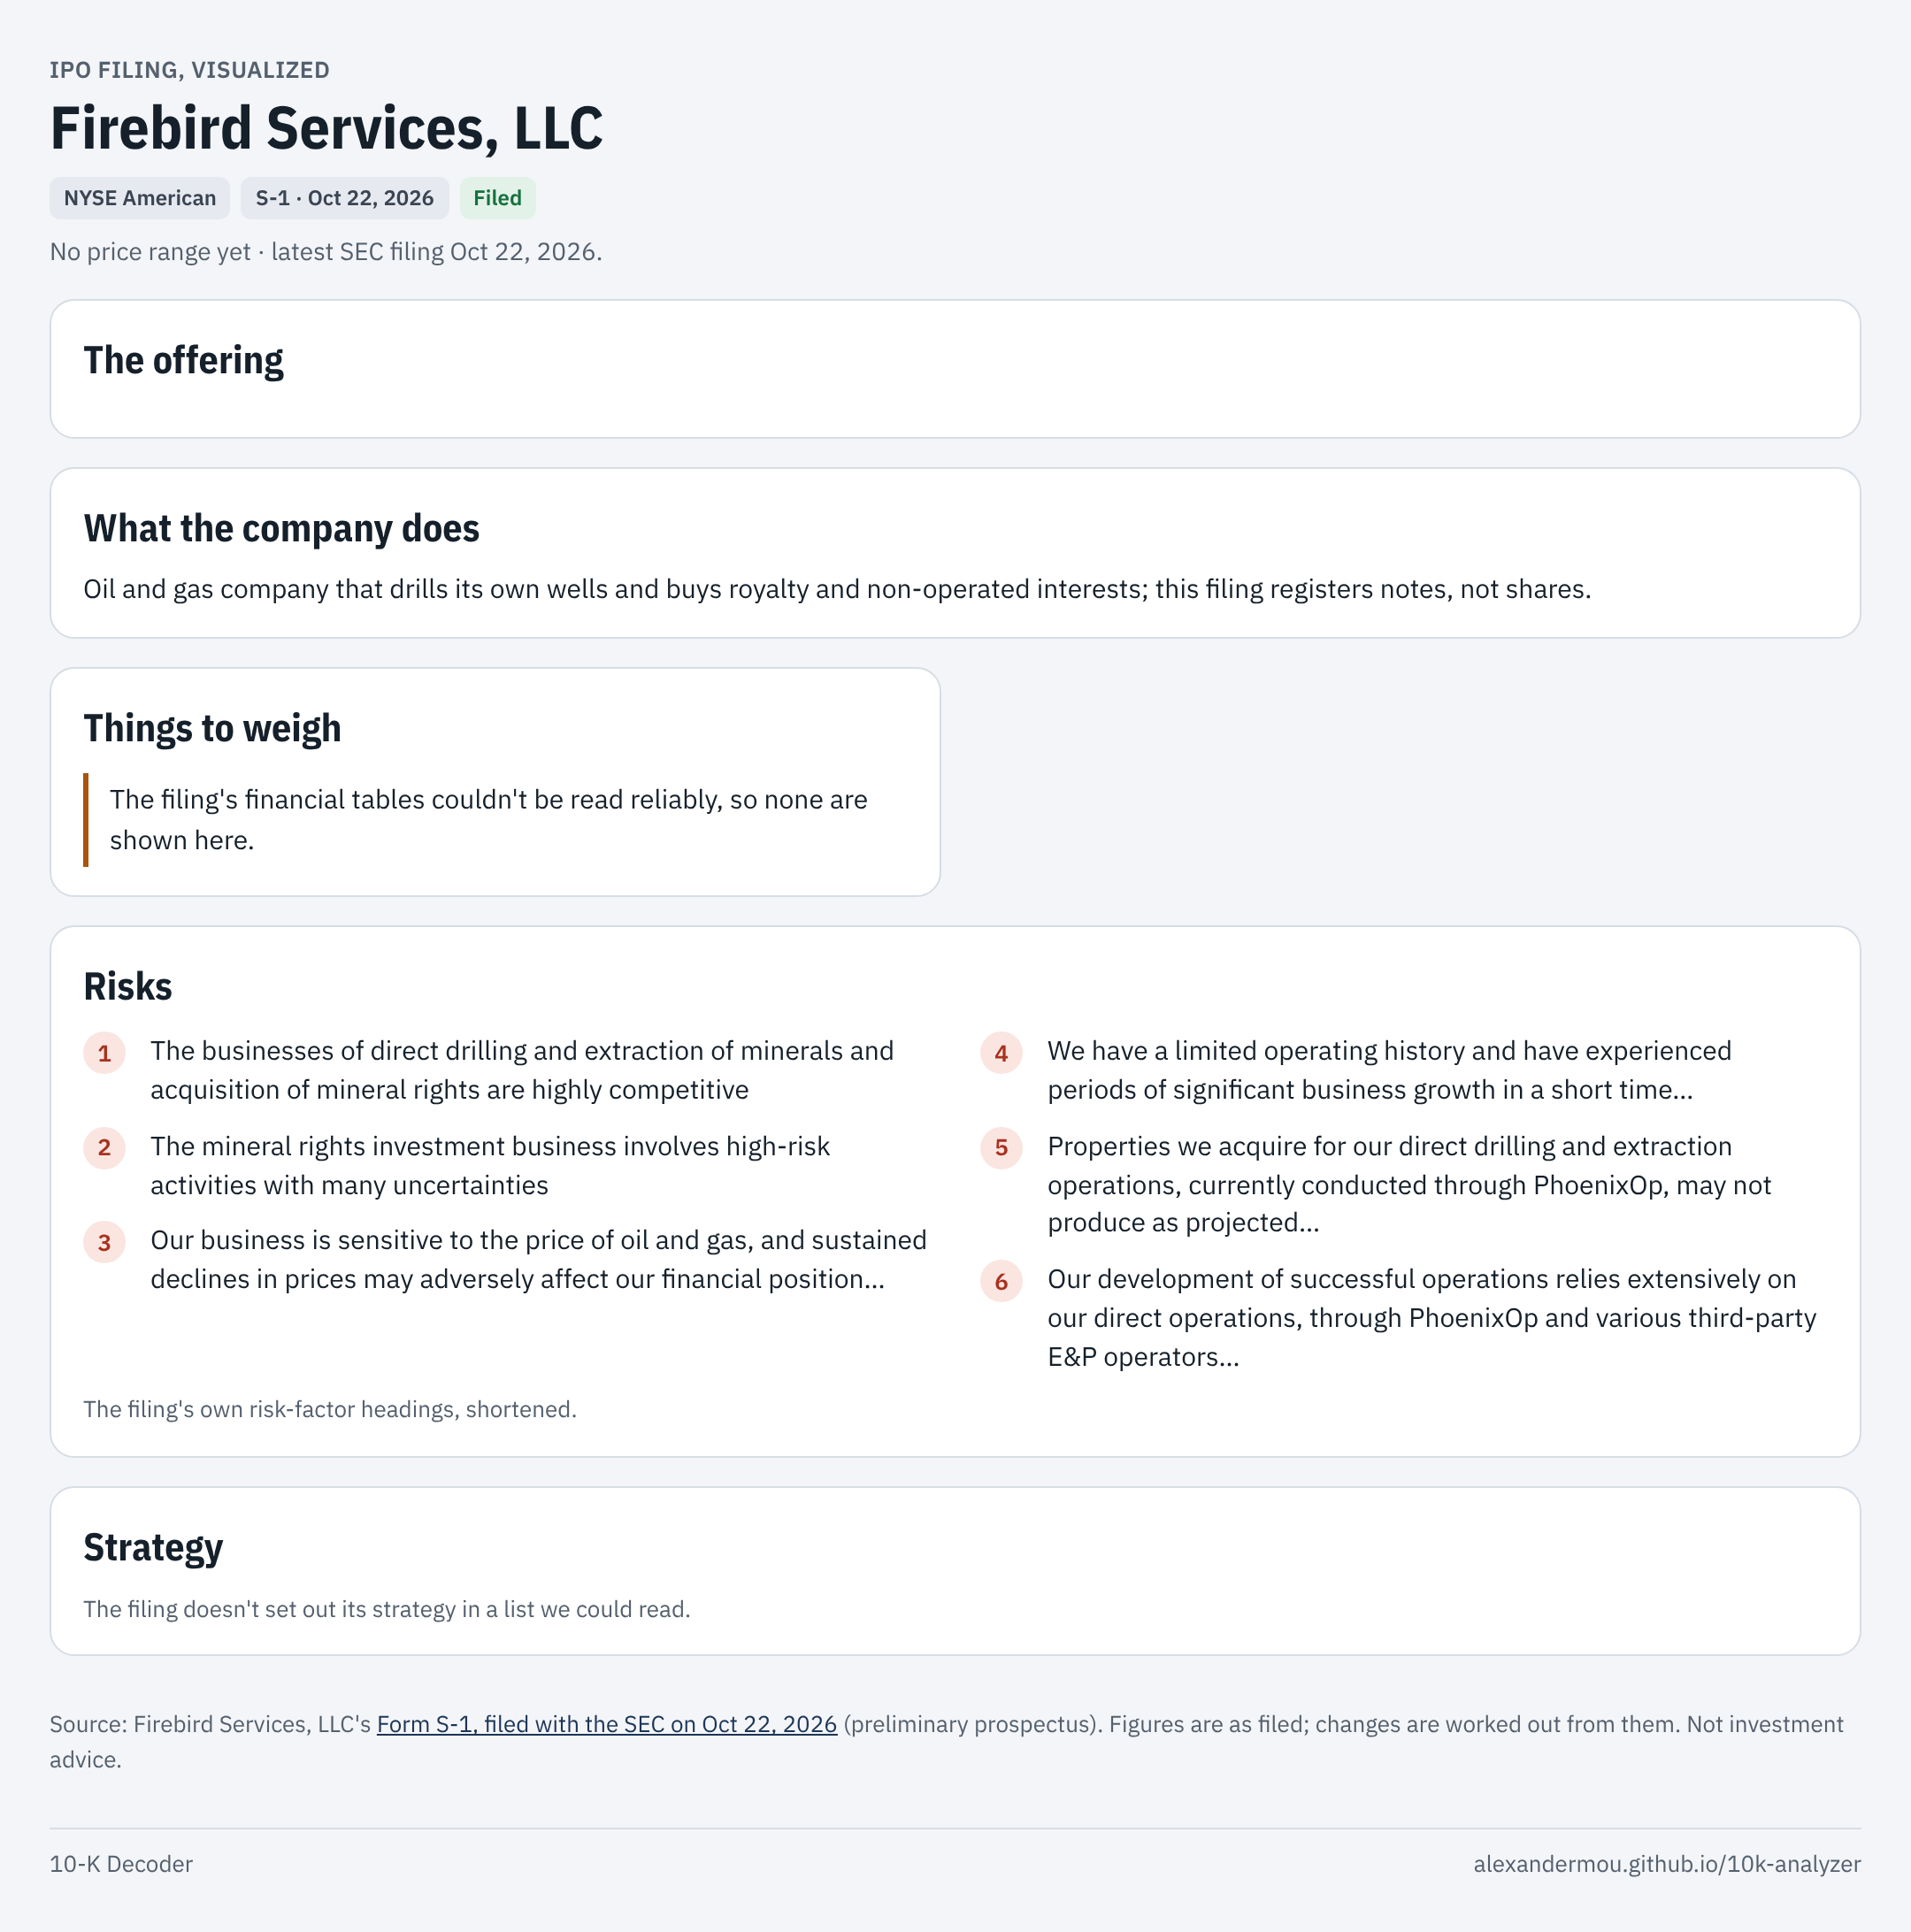 IPO FILING, VISUALIZED
Firebird Services, LLC
NYSE American
S-1 · Oct 22, 2026
Filed
No price range yet · latest SEC filing Oct 22, 2026.
The offering
What the company does
Oil and gas company that drills its own wells and buys royalty and non-operated interests; this filing registers notes, not shares.
Things to weigh
The filing's financial tables couldn't be read reliably, so none are
shown here.
Risks
1 The businesses of direct drilling and extraction of minerals and
acquisition of mineral rights are highly competitive
2 The mineral rights investment business involves high-risk
activities with many uncertainties
3 Our business is sensitive to the price of oil and gas, and sustained
declines in prices may adversely affect our financial position...
4 We have a limited operating history and have experienced
periods of significant business growth in a short time...
5 Properties we acquire for our direct drilling and extraction
operations, currently conducted through PhoenixOp, may not
produce as projected...
6 Our development of successful operations relies extensively on
our direct operations, through PhoenixOp and various third-party
E&P operators...
The filing's own risk-factor headings, shortened.
Strategy
The filing doesn't set out its strategy in a list we could read.
Source: Firebird Services, LLC's Form S-1, filed with the SEC on Oct 22, 2026 (preliminary prospectus). Figures are as filed; changes are worked out from them. Not investment
advice.
10-K Decoder
alexandermou.github.io/10k-analyzer